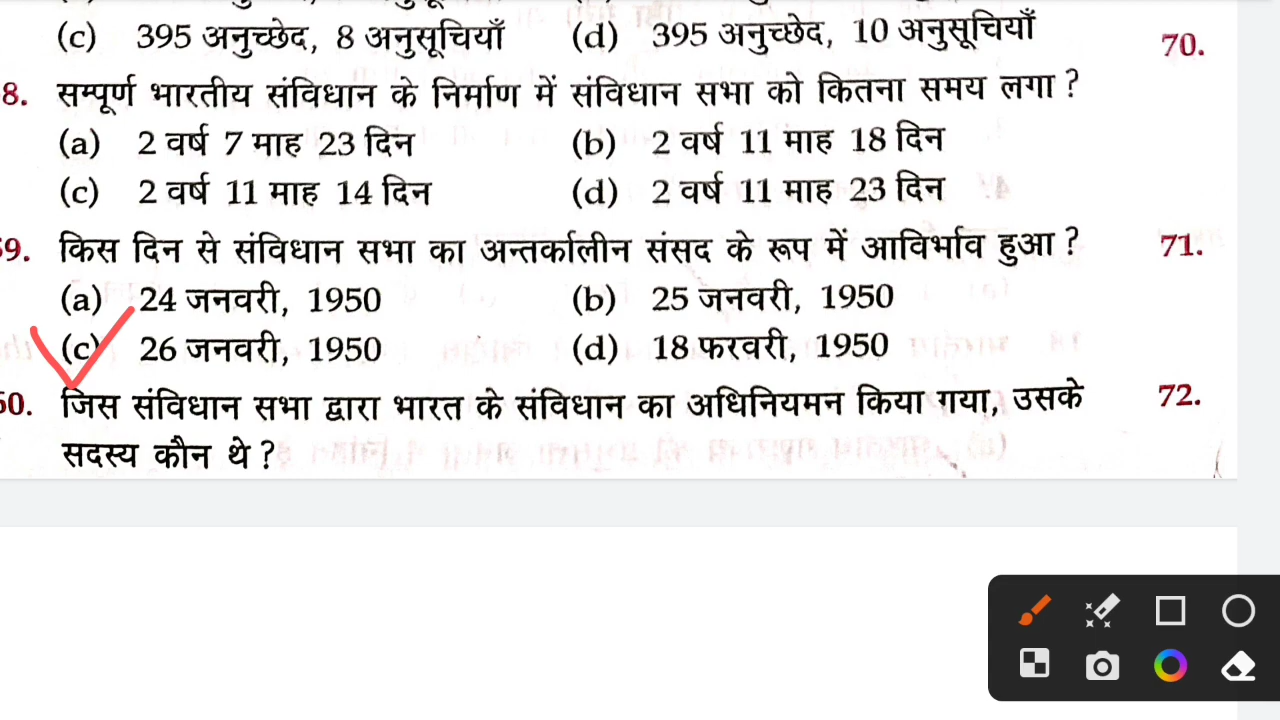 (c) 395 अनुच्छेद, 8 अनुसूचियाँ (d) 395 अनुच्छेद, 10 अनुसूचियाँ
70.
8. सम्पूर्ण भारतीय संविधान के निर्माण में संविधान सभा को कितना समय लगा ?
(a) 2 वर्ष 7 माह 23 दिन (b) 2 वर्ष 11 माह 18 दिन
(c) 2 वर्ष 11 माह 14 दिन (d) 2 वर्ष 11 माह 23 दिन
59. किस दिन से संविधान सभा का अन्तर्कालीन संसद के रूप में आविर्भाव हुआ ?
71.
(a) 24 जनवरी, 1950 (b) 25 जनवरी, 1950
(c) 26 जनवरी, 1950 (d) 18 फरवरी, 1950
60. जिस संविधान सभा द्वारा भारत के संविधान का अधिनियमन किया गया, उसके
72.
सदस्य कौन थे ?